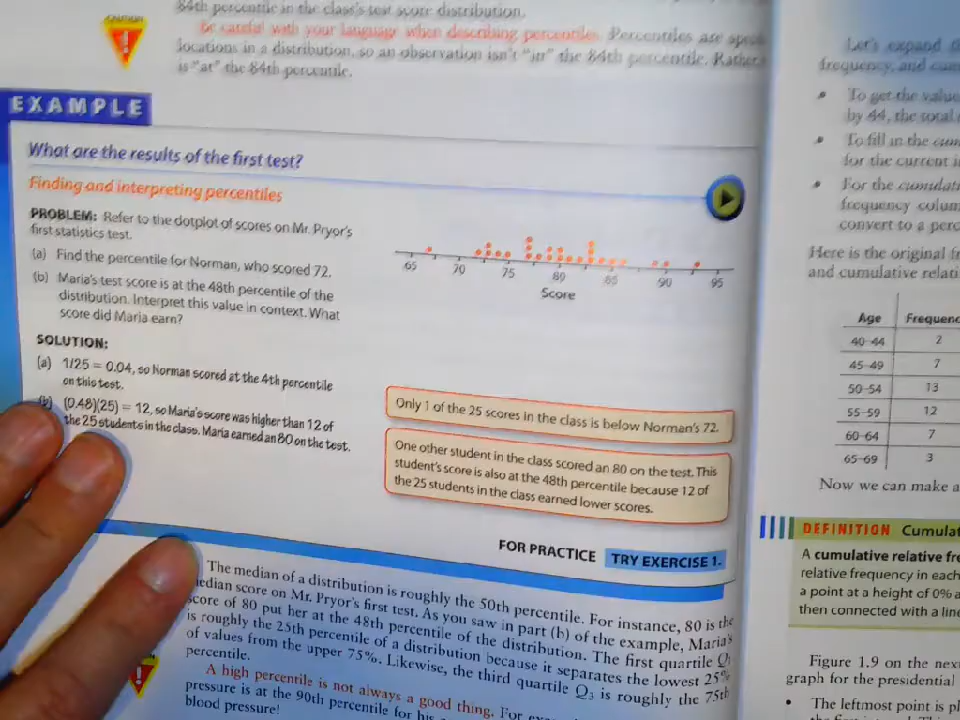 84th percentile in the class's test score distribution.
CAUTION
!
Be careful with your language when describing percentiles. Percentiles are
locations in a distribution, so an observation isn't "in" the 84th percentile. Rather
is "at" the 84th percentile.
EXAMPLE
What are the results of the first test?
Finding and interpreting percentiles
PROBLEM: Refer to the dotplot of scores on Mr. Pryor's
first statistics test.
(a) Find the percentile for Norman, who scored 72.
(b) Maria's test score is at the 48th percentile of the
distribution. Interpret this value in context. What
score did Maria earn?
65 70 75 80 85 90 95
Score
SOLUTION:
(a) 1/25 = 0.04, so Norman scored at the 4th percentile
on this test.
(b) (0.48)(25) = 12, so Maria's score was higher than 12 of
the 25 students in the class. Maria earned an 80 on the test.
Only 1 of the 25 scores in the class is below Norman's 72.
One other student in the class scored an 80 on the test. This
student's score is also at the 48th percentile because 12 of
the 25 students in the class earned lower scores.
FOR PRACTICE TRY EXERCISE 1.
The median of a distribution is roughly the 50th percentile. For instance, 80 is the
median score on Mr. Pryor's first test. As you saw in part (b) of the example, Maria's
score of 80 put her at the 48th percentile of the distribution. The first quartile Q1
is roughly the 25th percentile of a distribution because it separates the lowest 25%
of values from the upper 75%. Likewise, the third quartile Q3 is roughly the 75th
percentile.
!
A high percentile is not always a good thing. For
pressure is at the 90th percentile for his
blood pressure!
Let's expand
frequency, and
• To get the value
by 44, the total
• To fill in the
for the current
• For the
frequency
convert to a
Here is the original
and cumulative
Age
40–44 2
45–49 7
50–54 13
55–59 12
60–64 7
65–69 3
Now we can make a
DEFINITION
A cumulative relative
relative frequency in each
a point at a height of 0%
then connected with a
Figure 1.9 on the
graph for the presidential
• The leftmost point is